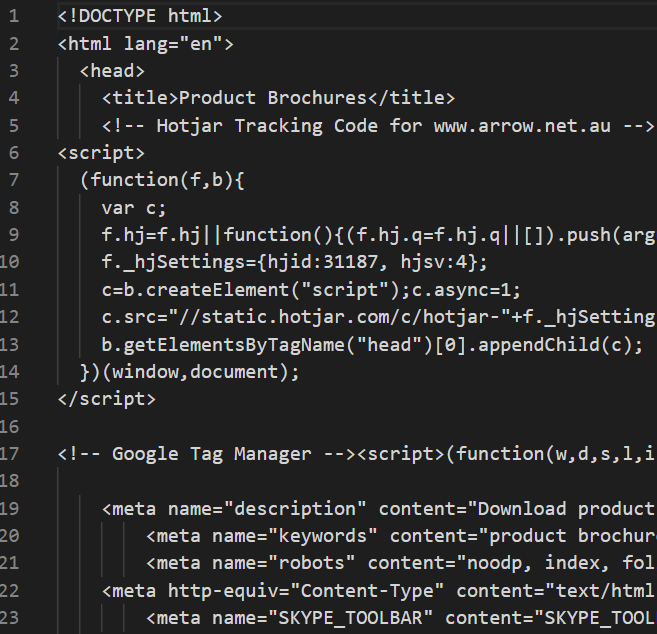 1 <!DOCTYPE html>
2 <html lang="en">
3 <head>
4 <title>Product Brochures</title>
5 <!-- Hotjar Tracking Code for www.arrow.net.au -->
6 <script>
7 (function(f,b){
8 var c;
9 f.hj=f.hj||function(){(f.hj.q=f.hj.q||[]).push(arg
10 f._hjSettings={hjid:31187, hjsv:4};
11 c=b.createElement("script");c.async=1;
12 c.src="//static.hotjar.com/c/hotjar-"+f._hjSetting
13 b.getElementsByTagName("head")[0].appendChild(c);
14 })(window,document);
15 </script>
16
17 <!-- Google Tag Manager --><script>(function(w,d,s,l,i
18
19 <meta name="description" content="Download product
20 <meta name="keywords" content="product brochur
21 <meta name="robots" content="noodp, index, fol
22 <meta http-equiv="Content-Type" content="text/html
23 <meta name="SKYPE_TOOLBAR" content="SKYPE_TOOL